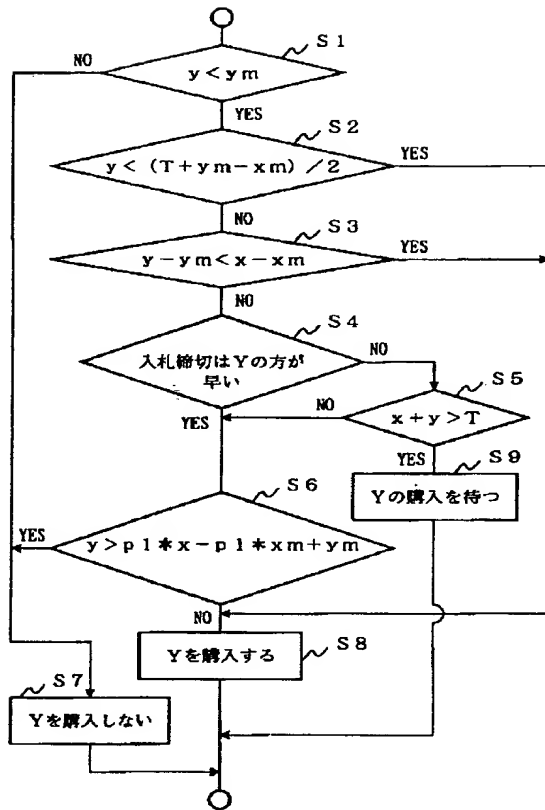 S1
NO
y<ym
YES
S2
y<(T+ym−xm)/2
YES
NO
S3
y−ym<x−xm
YES
NO
S4
入札締切はYの方が
早い
NO
S5
NO
x+y>T
YES
YES
S9
Yの購入を待つ
S6
y>p1*x−p1*xm+ym
YES
NO
Yを購入する
S8
S7
Yを購入しない